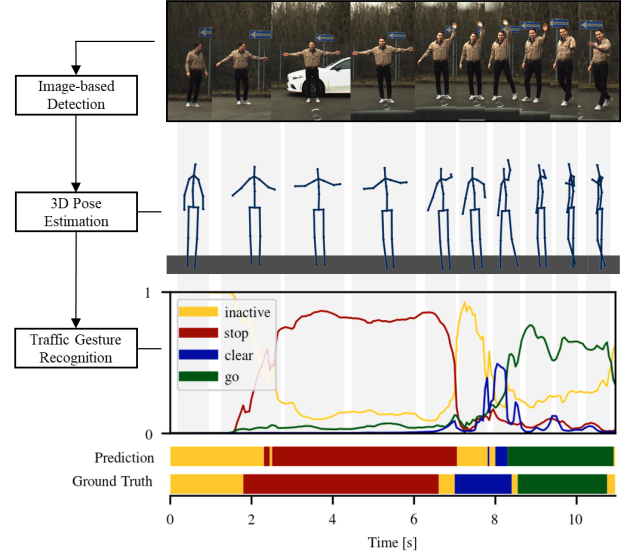 Image-based
Detection
3D Pose
Estimation
Traffic Gesture
Recognition
1
0
inactive
stop
clear
go
Prediction
Ground Truth
0 2 4 6 8 10
Time [s]